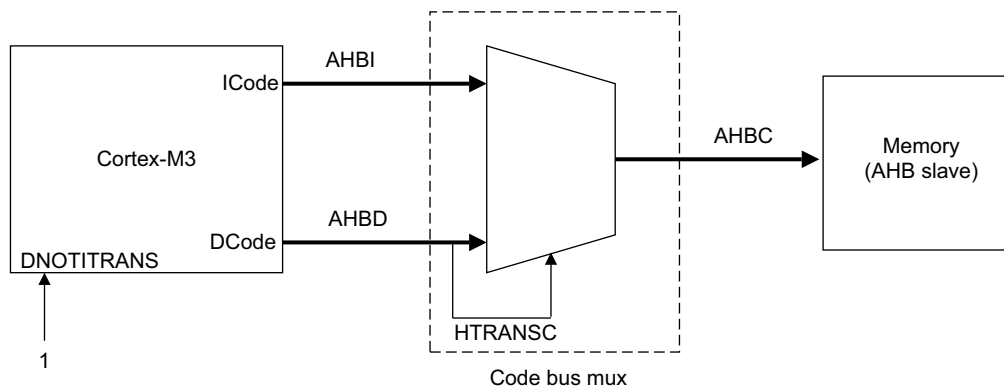 AHBI
ICode
Cortex-M3
AHBC
Memory
(AHB slave)
AHBD
DCode
DNOTITRANS
HTRANSC
1
Code bus mux